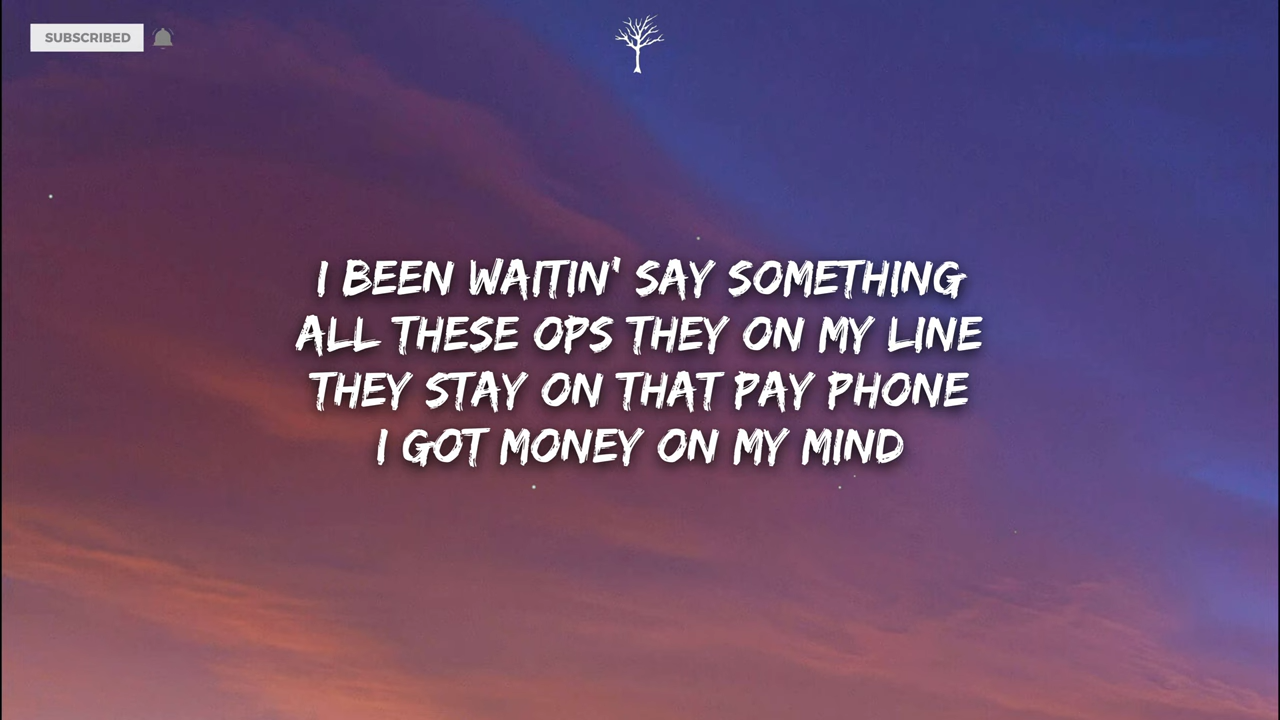 SUBSCRIBED
I BEEN WAITIN' SAY SOMETHING
ALL THESE OPS THEY ON MY LINE
THEY STAY ON THAT PAY PHONE
I GOT MONEY ON MY MIND